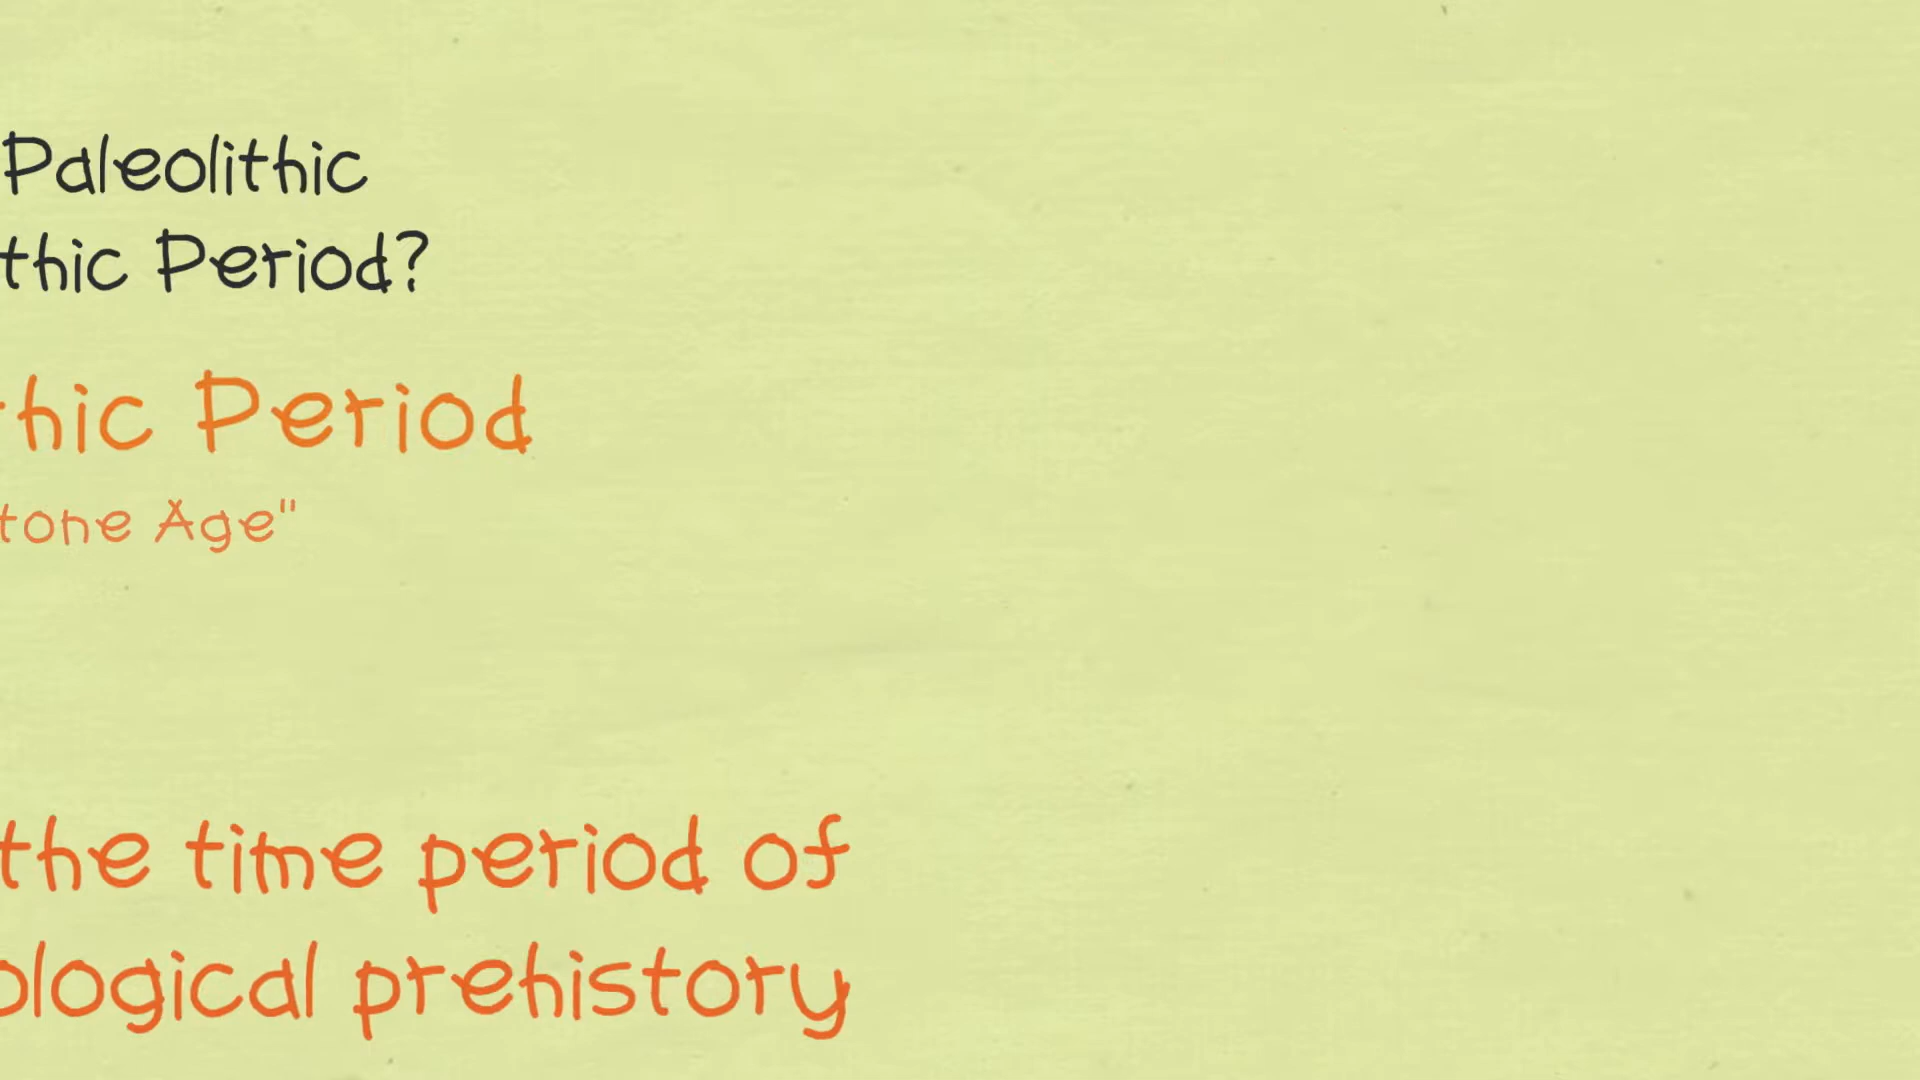 Paleolithic
thic Period?
thic Period
tone Age"
the time period of
ological prehistory